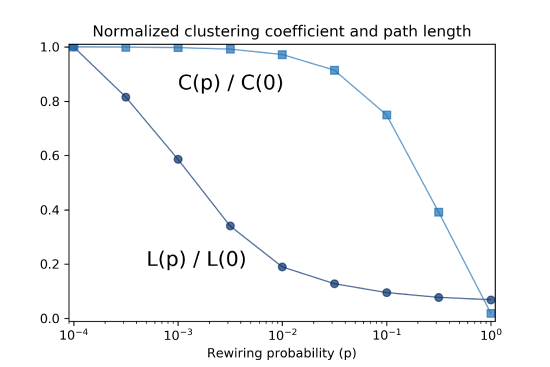 Normalized clustering coefficient and path length
1.0
0.8
0.6
0.4
0.2
0.0
C(p) / C(0)
L(p) / L(0)
10⁻⁴ 10⁻³ 10⁻² 10⁻¹ 10⁰
Rewiring probability (p)